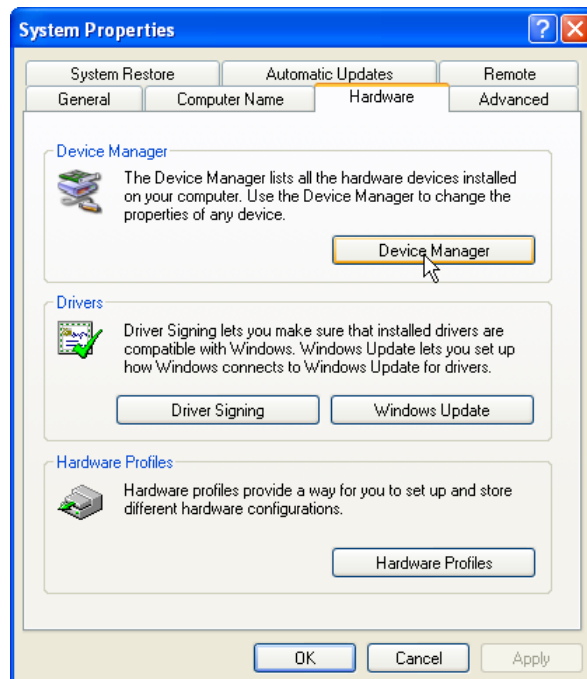 System Properties
System Restore Automatic Updates Remote
General Computer Name Hardware Advanced
Device Manager
The Device Manager lists all the hardware devices installed
on your computer. Use the Device Manager to change the
properties of any device.
Device Manager
Drivers
Driver Signing lets you make sure that installed drivers are
compatible with Windows. Windows Update lets you set up
how Windows connects to Windows Update for drivers.
Driver Signing Windows Update
Hardware Profiles
Hardware profiles provide a way for you to set up and store
different hardware configurations.
Hardware Profiles
OK Cancel Apply